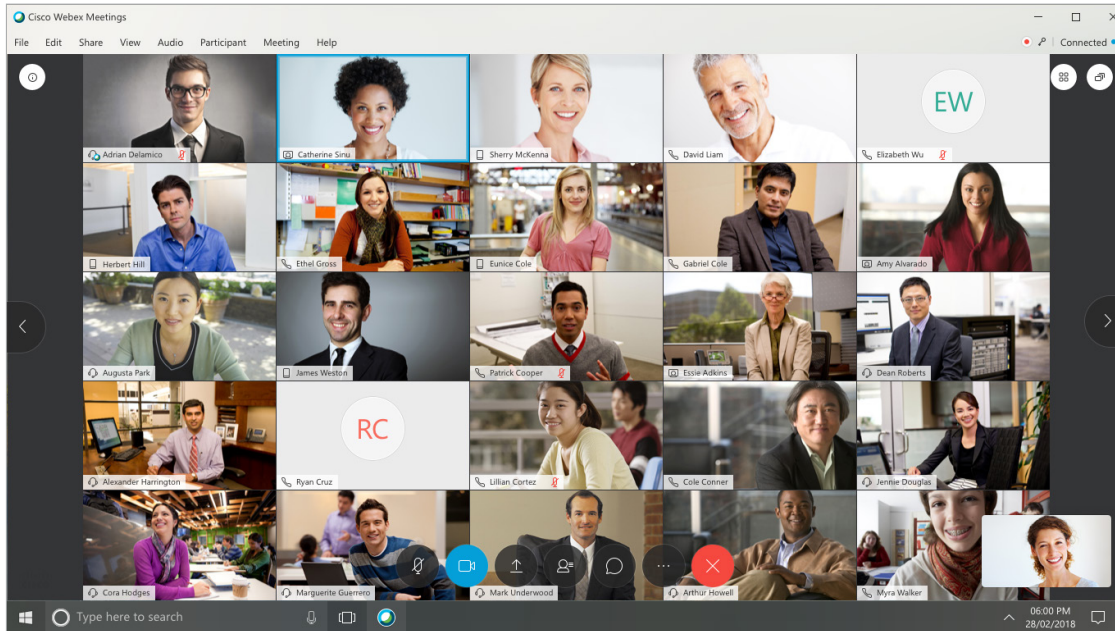 Cisco Webex Meetings
File Edit Share View Audio Participant Meeting Help Connected
EW
Adrian Delamico Catherine Sinu Sherry McKenna David Liam Elizabeth Wu
Herbert Hill Ethel Gross Eunice Cole Gabriel Cole Amy Alvarado
Augusta Park James Weston Patrick Cooper Essie Adkins Dean Roberts
RC
Alexander Harrington Ryan Cruz Lillian Cortez Cole Conner Jennie Douglas
Cora Hodges Marguerite Guerrero Mark Underwood Arthur Howell Myra Walker
Type here to search 06:00 PM
28/02/2018